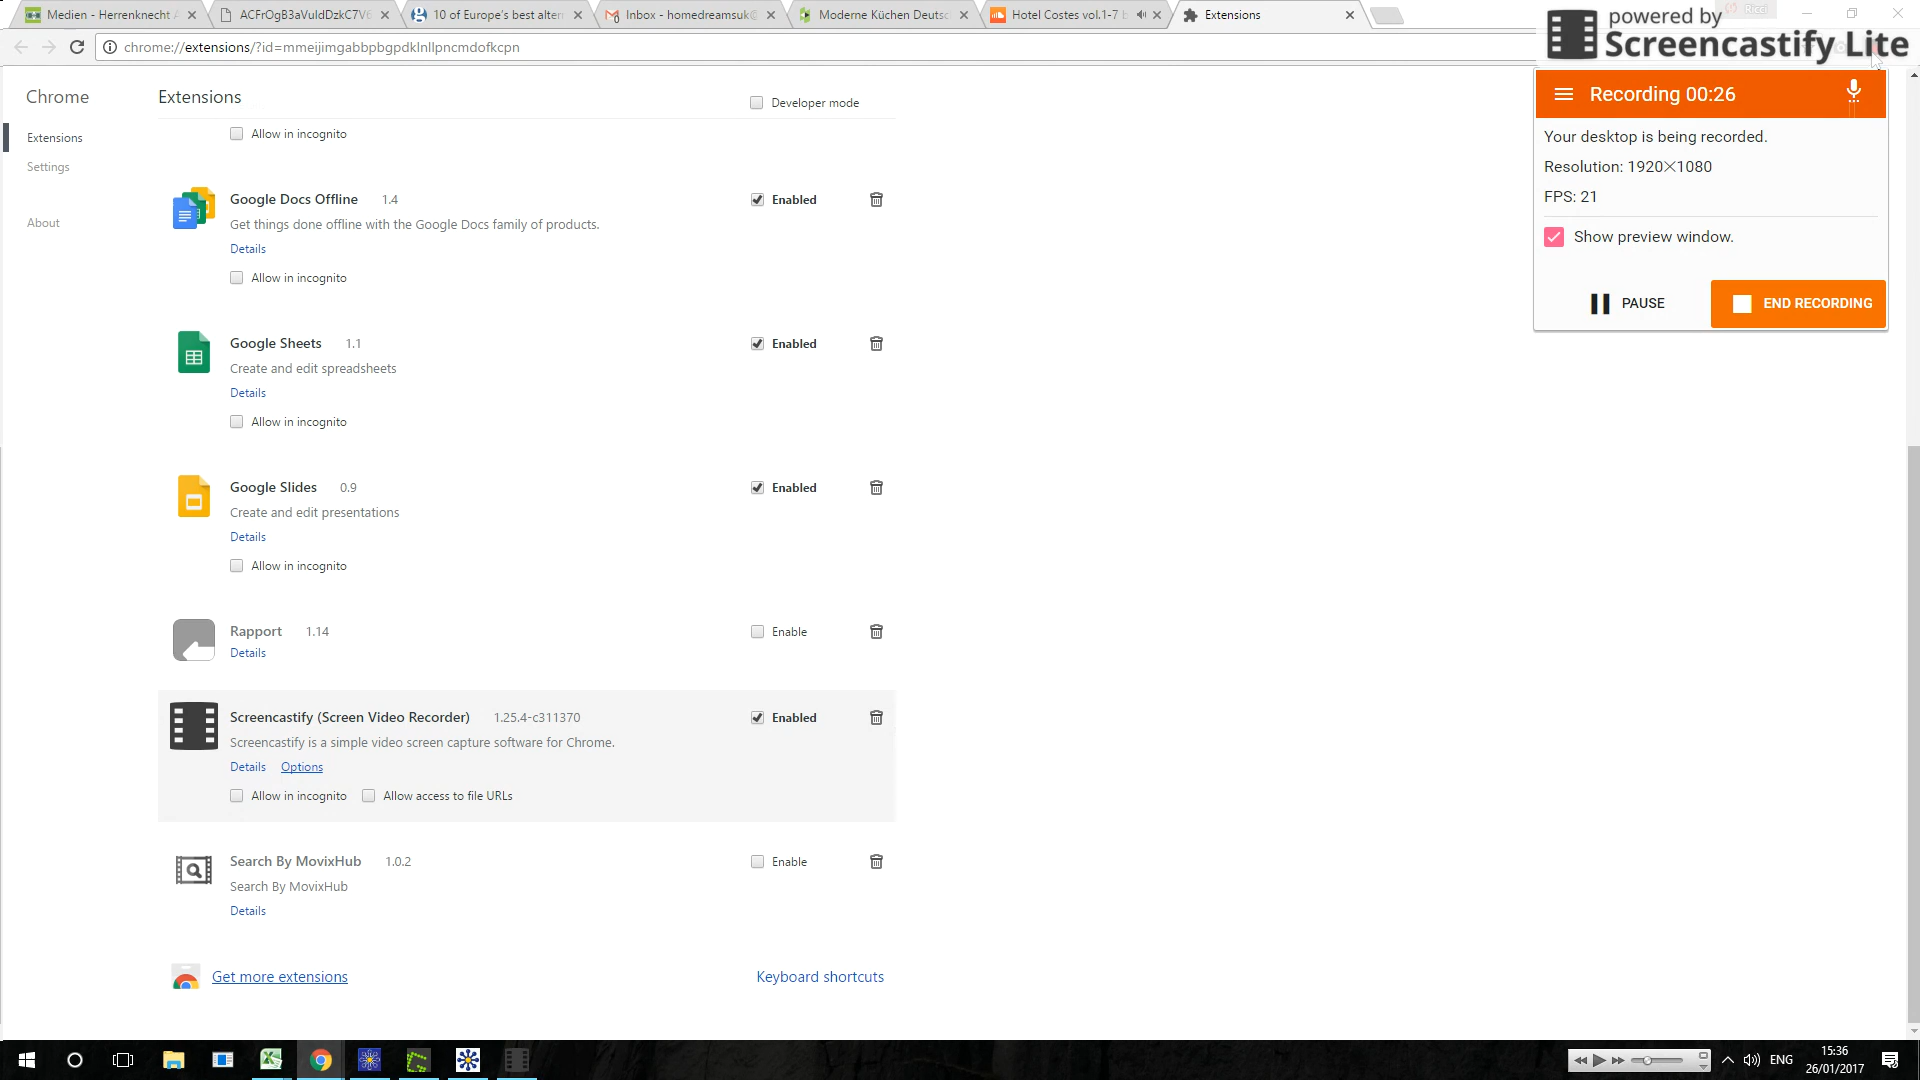 Medien - Herrenknecht A
ACFrOgB3aVuldDzkC7V6
10 of Europe's best alter
Inbox - homedreamsuk@
Moderne Küchen Deutsc
Hotel Costes vol.1-7 b
Extensions
Ricci
powered by
Screencastify Lite
chrome://extensions/?id=mmeijimgabbpbgpdklnllpncmdofkcpn
Recording 00:26
Your desktop is being recorded.
Resolution: 1920×1080
FPS: 21
Show preview window.
PAUSE
END RECORDING
Chrome
Extensions
Settings
About
Extensions
Developer mode
Allow in incognito
Google Docs Offline 1.4
Enabled
Get things done offline with the Google Docs family of products.
Details
Allow in incognito
Google Sheets 1.1
Enabled
Create and edit spreadsheets
Details
Allow in incognito
Google Slides 0.9
Enabled
Create and edit presentations
Details
Allow in incognito
Rapport 1.14
Enable
Details
Screencastify (Screen Video Recorder) 1.25.4-c311370
Enabled
Screencastify is a simple video screen capture software for Chrome.
Details Options
Allow in incognito Allow access to file URLs
Search By MovixHub 1.0.2
Enable
Search By MovixHub
Details
Get more extensions
Keyboard shortcuts
ENG
15:36
26/01/2017